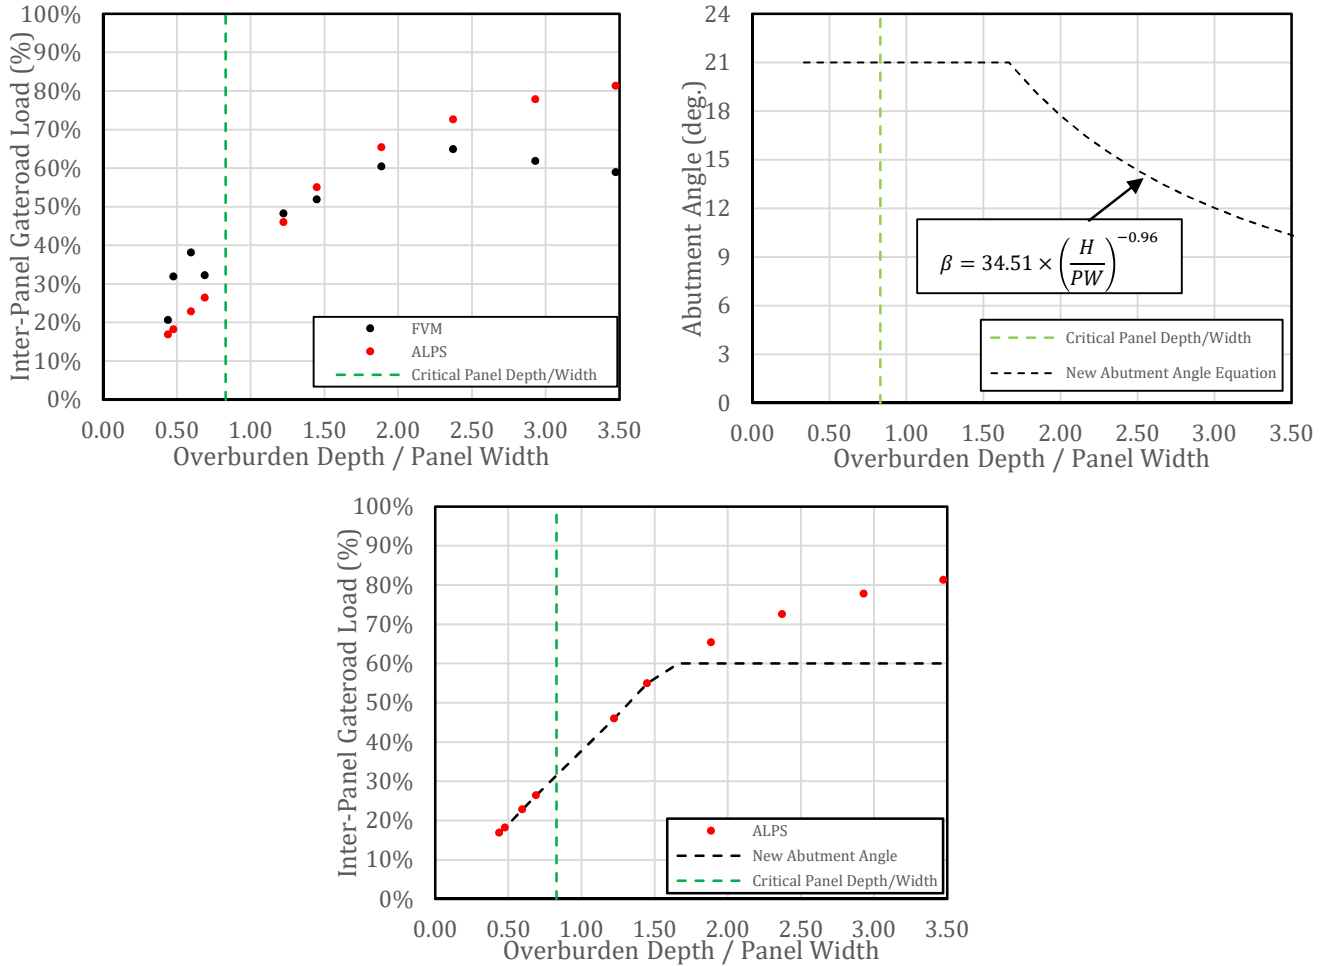 Inter-Panel Gateroad Load (%)
100%
90%
80%
70%
60%
50%
40%
30%
20%
10%
0%
0.00 0.50 1.00 1.50 2.00 2.50 3.00 3.50
Overburden Depth / Panel Width
FVM
ALPS
Critical Panel Depth/Width
Abutment Angle (deg.)
24
21
18
15
12
9
6
3
0
0.00 0.50 1.00 1.50 2.00 2.50 3.00 3.50
Overburden Depth / Panel Width
β = 34.51 × (H/PW)^−0.96
Critical Panel Depth/Width
New Abutment Angle Equation
Inter-Panel Gateroad Load (%)
100%
90%
80%
70%
60%
50%
40%
30%
20%
10%
0%
0.00 0.50 1.00 1.50 2.00 2.50 3.00 3.50
Overburden Depth / Panel Width
ALPS
New Abutment Angle
Critical Panel Depth/Width